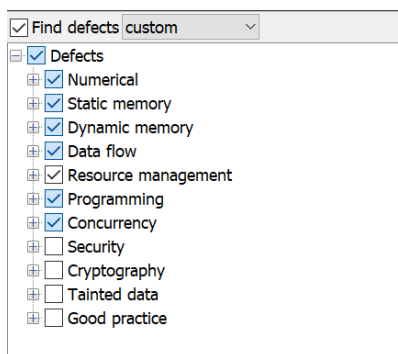 Find defects custom
Defects
Numerical
Static memory
Dynamic memory
Data flow
Resource management
Programming
Concurrency
Security
Cryptography
Tainted data
Good practice